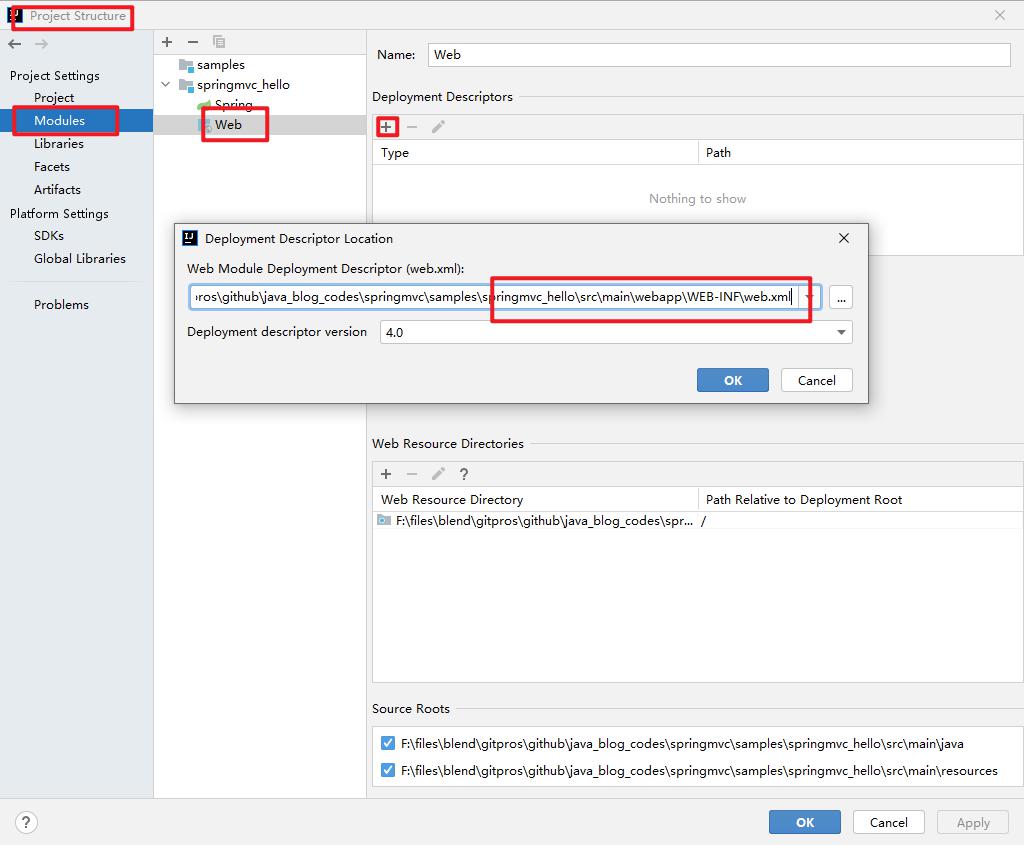 Project Structure
Project Settings
Project
Modules
Libraries
Facets
Artifacts
Platform Settings
SDKs
Global Libraries
Problems
samples
springmvc_hello
Spring
Web
Name: Web
Deployment Descriptors
Type Path
Nothing to show
Deployment Descriptor Location
Web Module Deployment Descriptor (web.xml):
ros\github\java_blog_codes\springmvc\samples\springmvc_hello\src\main\webapp\WEB-INF\web.xml ...
Deployment descriptor version 4.0
OK Cancel
Web Resource Directories
?
Web Resource Directory Path Relative to Deployment Root
F:\files\blend\gitpros\github\java_blog_codes\spr... /
Source Roots
F:\files\blend\gitpros\github\java_blog_codes\springmvc\samples\springmvc_hello\src\main\java
F:\files\blend\gitpros\github\java_blog_codes\springmvc\samples\springmvc_hello\src\main\resources
? OK Cancel Apply